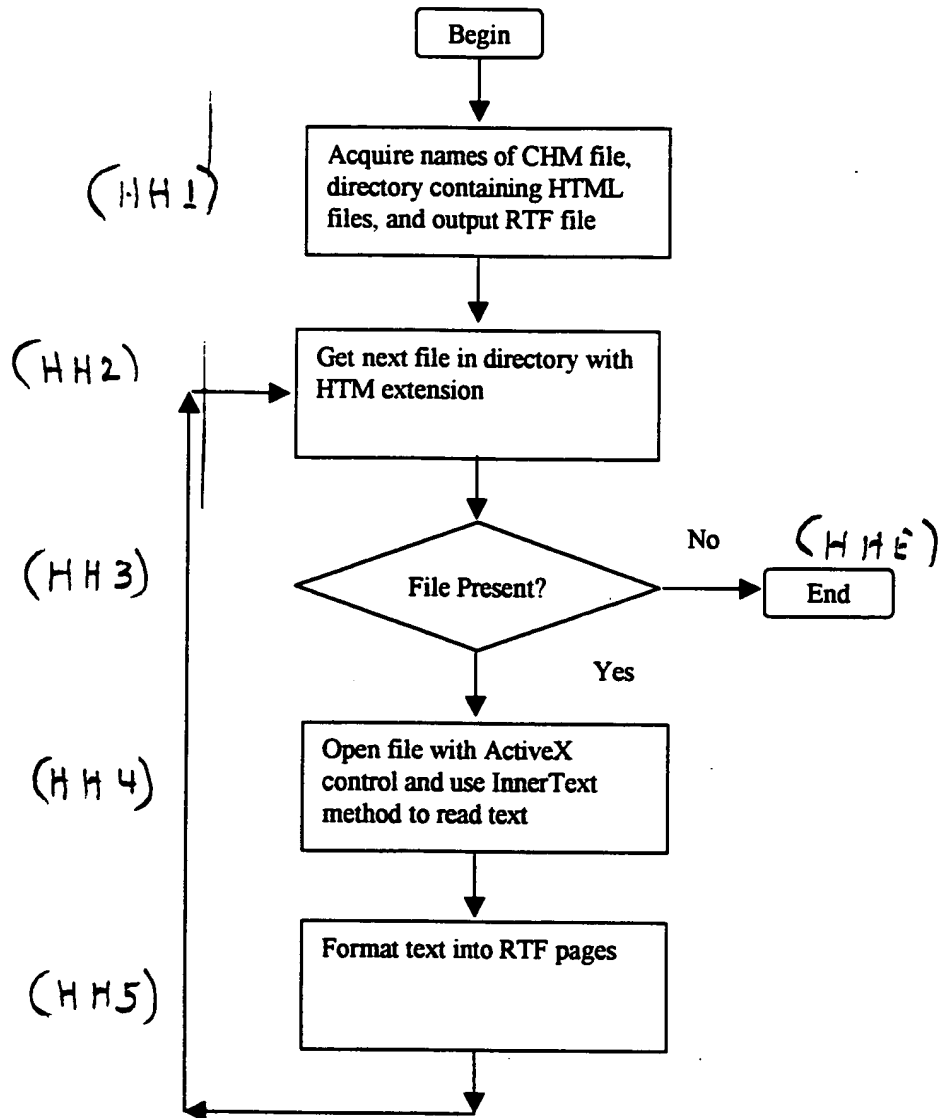 Begin
(HH1)
Acquire names of CHM file,
directory containing HTML
files, and output RTF file
(HH2)
Get next file in directory with
HTM extension
(HH3)
File Present?
No
(HHE)
End
Yes
(HH4)
Open file with ActiveX
control and use InnerText
method to read text
(HH5)
Format text into RTF pages